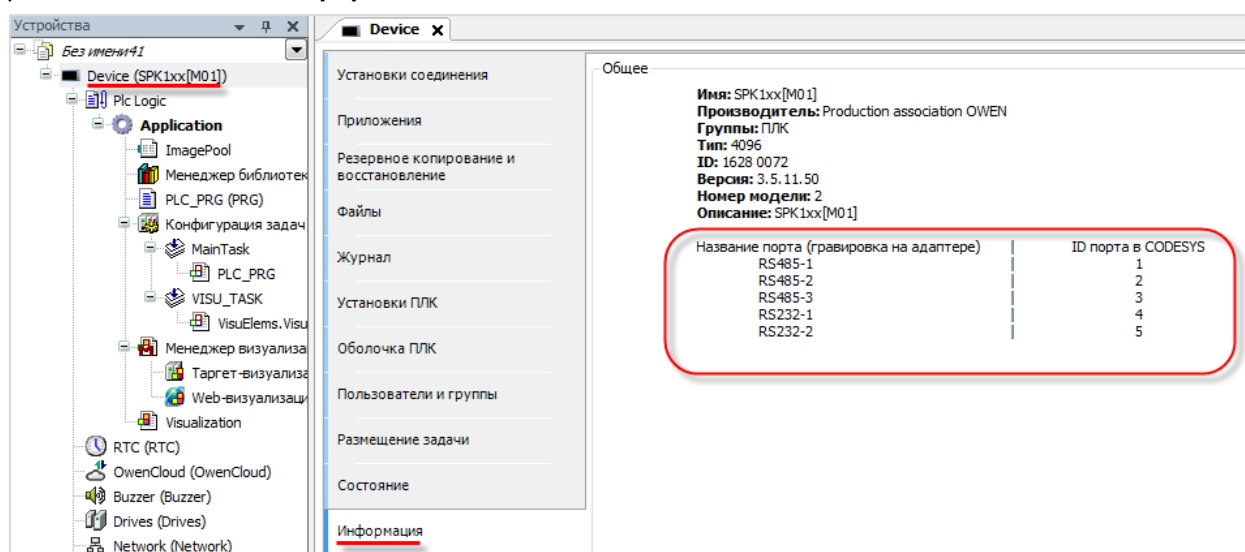 Устройства
Без имени41
Device (SPK1xx[M01])
Plc Logic
Application
ImagePool
Менеджер библиотек
PLC_PRG (PRG)
Конфигурация задач
MainTask
PLC_PRG
VISU_TASK
VisuElems.Visu
Менеджер визуализа
Таргет-визуализа
Web-визуализаци
Visualization
RTC (RTC)
OwenCloud (OwenCloud)
Buzzer (Buzzer)
Drives (Drives)
Network (Network)
Device
Установки соединения
Приложения
Резервное копирование и
восстановление
Файлы
Журнал
Установки ПЛК
Оболочка ПЛК
Пользователи и группы
Размещение задачи
Состояние
Информация
Общее
Имя: SPK1xx[M01]
Производитель: Production association OWEN
Группы: ПЛК
Тип: 4096
ID: 1628 0072
Версия: 3.5.11.50
Номер модели: 2
Описание: SPK1xx[M01]
Название порта (гравировка на адаптере) | ID порта в CODESYS
RS485-1 | 1
RS485-2 | 2
RS485-3 | 3
RS232-1 | 4
RS232-2 | 5